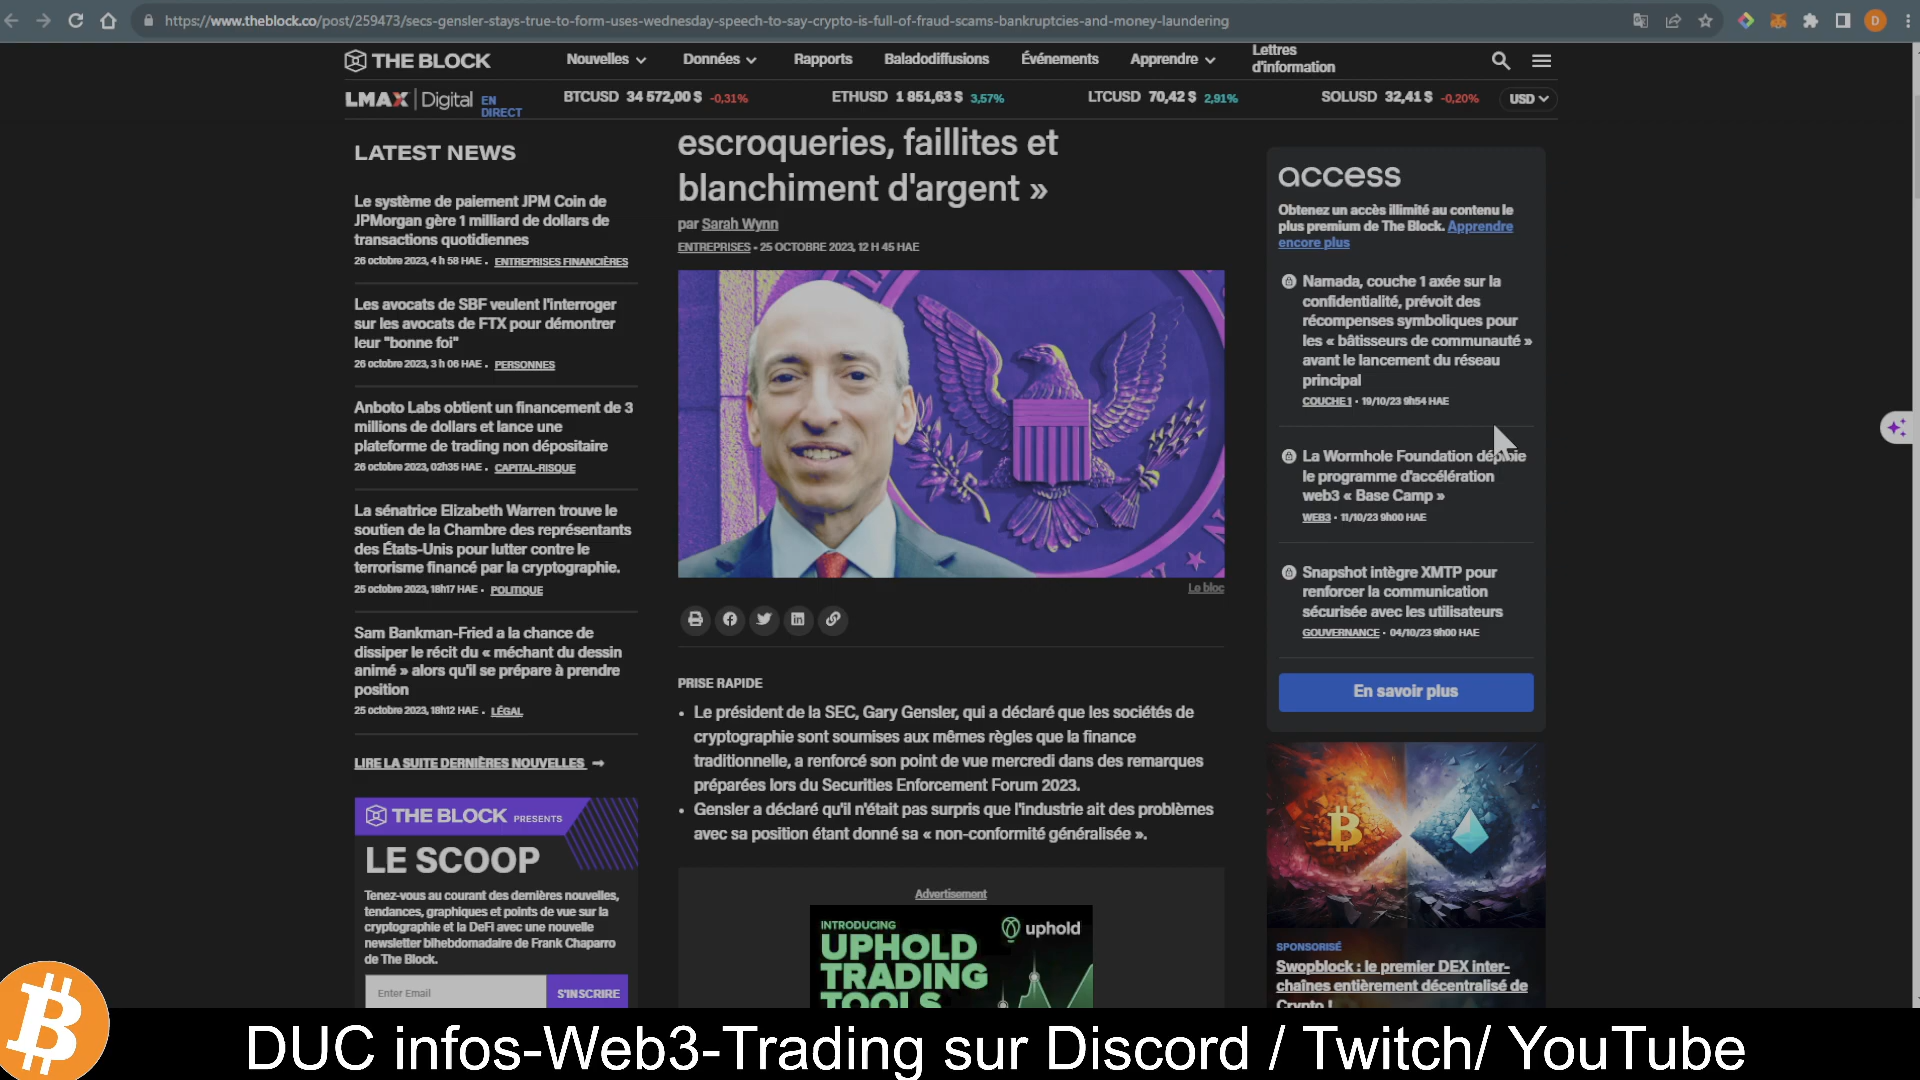 https://www.theblock.co/post/259473/secs-gensler-stays-true-to-form-uses-wednesday-speech-to-say-crypto-is-full-of-fraud-scams-bankruptcies-and-money-laundering
D
THE BLOCK
Nouvelles
Données
Rapports
Baladodiffusions
Événements
Apprendre
Lettres
d'information
LMAX Digital EN
DIRECT
BTCUSD 34 572,00 $ -0,31%
ETHUSD 1 851,63 $ 3,57%
LTCUSD 70,42 $ 2,91%
SOLUSD 32,41 $ -0,20%
USD
LATEST NEWS
Le système de paiement JPM Coin de
JPMorgan gère 1 milliard de dollars de
transactions quotidiennes
26 octobre 2023, 4 h 58 HAE • ENTREPRISES FINANCIÈRES
Les avocats de SBF veulent l'interroger
sur les avocats de FTX pour démontrer
leur "bonne foi"
26 octobre 2023, 3 h 06 HAE • PERSONNES
Anboto Labs obtient un financement de 3
millions de dollars et lance une
plateforme de trading non dépositaire
26 octobre 2023, 02h35 HAE • CAPITAL-RISQUE
La sénatrice Elizabeth Warren trouve le
soutien de la Chambre des représentants
des États-Unis pour lutter contre le
terrorisme financé par la cryptographie.
25 octobre 2023, 18h17 HAE • POLITIQUE
Sam Bankman-Fried a la chance de
dissiper le récit du « méchant du dessin
animé » alors qu'il se prépare à prendre
position
25 octobre 2023, 18h12 HAE • LÉGAL
LIRE LA SUITE DERNIÈRES NOUVELLES →
THE BLOCK PRESENTS
LE SCOOP
Tenez-vous au courant des dernières nouvelles,
tendances, graphiques et points de vue sur la
cryptographie et la DeFi avec une nouvelle
newsletter bihebdomadaire de Frank Chaparro
de The Block.
Enter Email
S'INSCRIRE
escroqueries, faillites et
blanchiment d'argent »
par Sarah Wynn
ENTREPRISES • 25 OCTOBRE 2023, 12 H 45 HAE
Le bloc
PRISE RAPIDE
• Le président de la SEC, Gary Gensler, qui a déclaré que les sociétés de
cryptographie sont soumises aux mêmes règles que la finance
traditionnelle, a renforcé son point de vue mercredi dans des remarques
préparées lors du Securities Enforcement Forum 2023.
• Gensler a déclaré qu'il n'était pas surpris que l'industrie ait des problèmes
avec sa position étant donné sa « non-conformité généralisée ».
Advertisement
INTRODUCING
UPHOLD
TRADING
TOOLS
uphold
access
Obtenez un accès illimité au contenu le
plus premium de The Block. Apprendre
encore plus
Namada, couche 1 axée sur la
confidentialité, prévoit des
récompenses symboliques pour
les « bâtisseurs de communauté »
avant le lancement du réseau
principal
COUCHE 1 • 19/10/23 9h54 HAE
La Wormhole Foundation
le programme d'accélération
web3 « Base Camp »
WEB3 • 11/10/23 9h00 HAE
Snapshot intègre XMTP pour
renforcer la communication
sécurisée avec les utilisateurs
GOUVERNANCE • 04/10/23 9h00 HAE
En savoir plus
SPONSORISÉ
Swopblock : le premier DEX inter-
chaînes entièrement décentralisé de
Crypto !
DUC infos-Web3-Trading sur Discord / Twitch/ YouTube